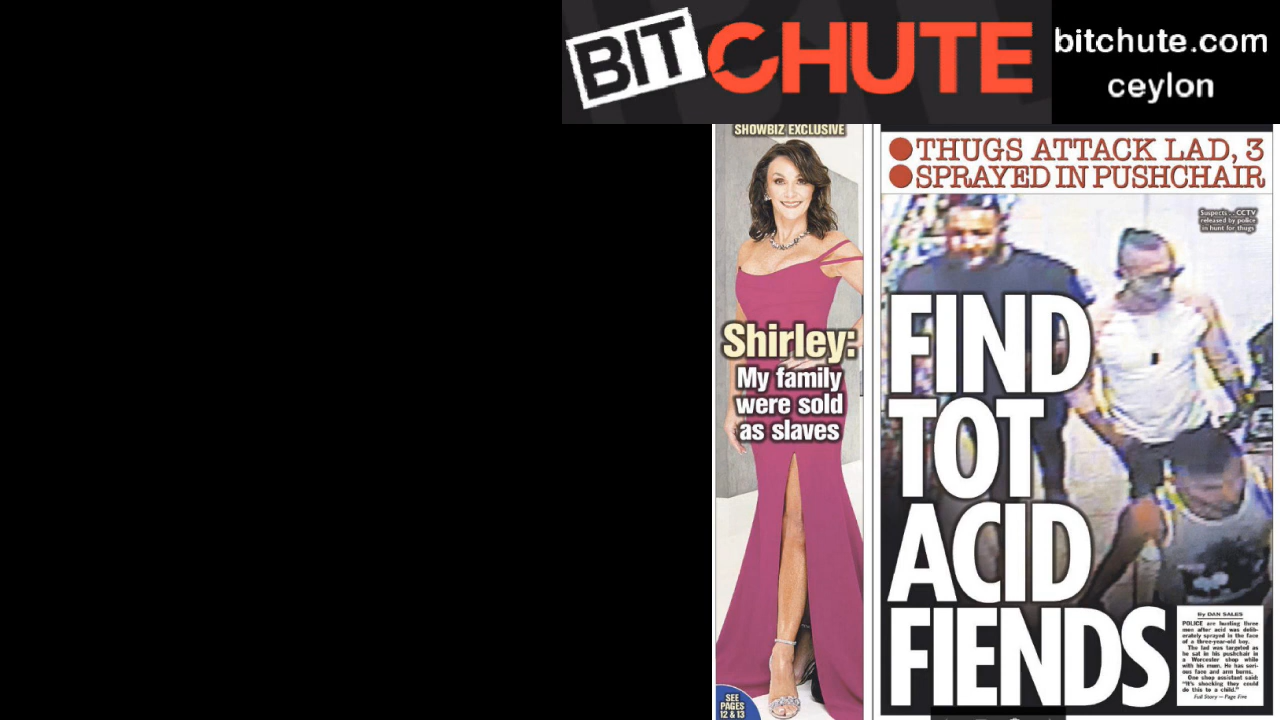 BITCHUTE
bitchute.com
ceylon
SHOWBIZ EXCLUSIVE
Shirley:
My family
were sold
as slaves
SEE
PAGES
12 & 13
THUGS ATTACK LAD, 3
SPRAYED IN PUSHCHAIR
Suspects... CCTV
released by police
in hunt for thugs
FIND
TOT
ACID
FIENDS
By DAN SALES
POLICE are hunting three
men after acid was delib-
erately sprayed in the face
of a three-year-old boy.
The lad was targeted as
he sat in his pushchair in
a Worcester shop while
with his mum. He has seri-
ous face and arm burns.
One shop assistant said:
"It's shocking they could
do this to a child."
Full Story — Page Five